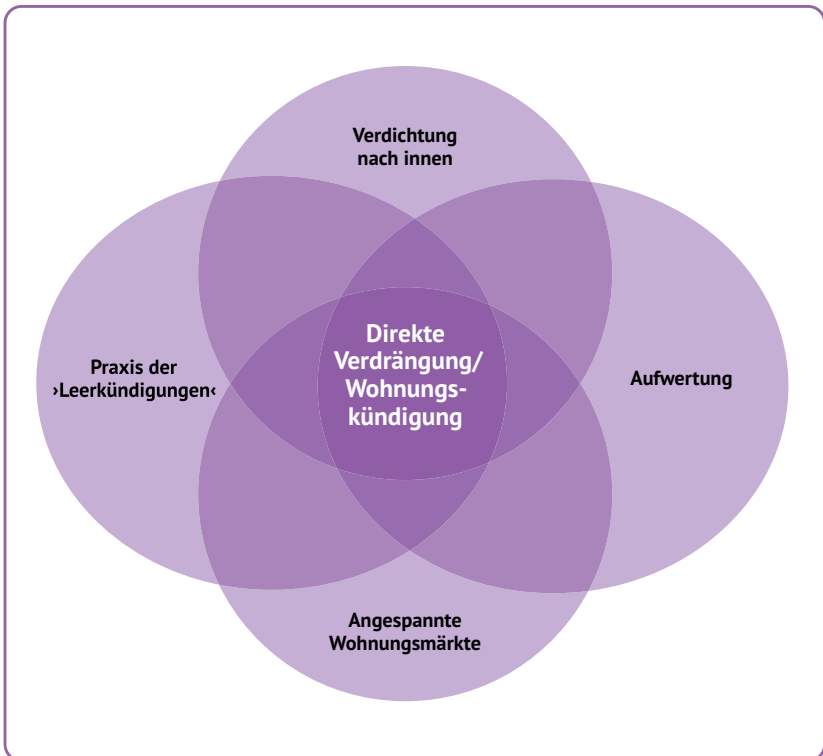 Verdichtung
nach innen
Praxis der
›Leerkündigungen‹
Direkte
Verdrängung/
Wohnungs-
kündigung
Aufwertung
Angespannte
Wohnungsmärkte